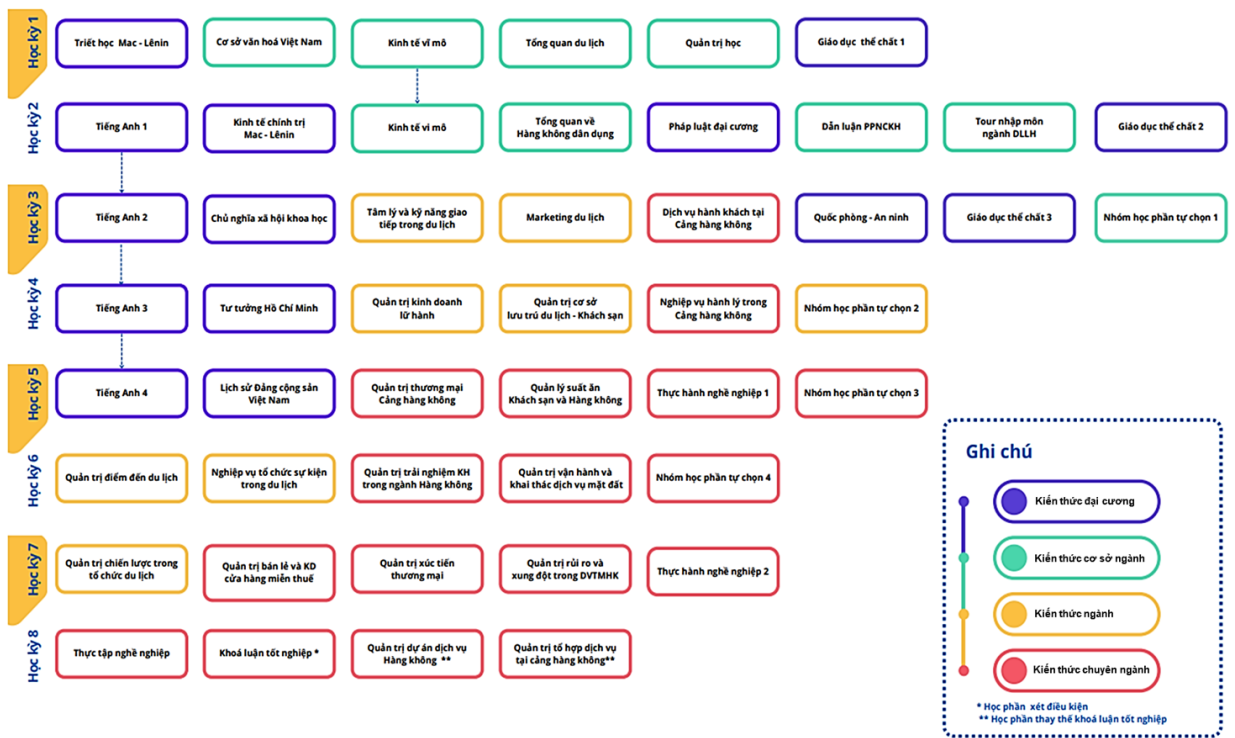 Học kỳ 1
Triết học Mac - Lênin
Cơ sở văn hoá Việt Nam
Kinh tế vĩ mô
Tổng quan du lịch
Quản trị học
Giáo dục thể chất 1
Học kỳ2
Tiếng Anh 1
Kinh tế chính trị
Mac - Lênin
Kinh tế vi mô
Tổng quan về
Hàng không dân dụng
Pháp luật đại cương
Dẫn luận PPNCKH
Tour nhập môn
ngành DLLH
Giáo dục thể chất 2
Học kỳ 3
Tiếng Anh 2
Chủ nghĩa xã hội khoa học
Tâm lý và kỹ năng giao
tiếp trong du lịch
Marketing du lịch
Dịch vụ hành khách tại
Cảng hàng không
Quốc phòng - An ninh
Giáo dục thể chất 3
Nhóm học phần tự chọn 1
Học kỳ4
Tiếng Anh 3
Tư tưởng Hồ Chí Minh
Quản trị kinh doanh
lữ hành
Quản trị cơ sở
lưu trú du lịch - Khách sạn
Nghiệp vụ hành lý trong
Cảng hàng không
Nhóm học phần tự chọn 2
Học kỳ 5
Tiếng Anh 4
Lịch sử Đảng cộng sản
Việt Nam
Quản trị thương mại
Cảng hàng không
Quản lý suất ăn
Khách sạn và Hàng không
Thực hành nghề nghiệp 1
Nhóm học phần tự chọn 3
Học kỳ 6
Quản trị điểm đến du lịch
Nghiệp vụ tổ chức sự kiện
trong du lịch
Quản trị trải nghiệm KH
trong ngành Hàng không
Quản trị vận hành và
khai thác dịch vụ mặt đất
Nhóm học phần tự chọn 4
Học kỳ 7
Quản trị chiến lược trong
tổ chức du lịch
Quản trị bán lẻ và KD
cửa hàng miễn thuế
Quản trị xúc tiến
thương mại
Quản trị rủi ro và
xung đột trong DVTMHK
Thực hành nghề nghiệp 2
Học kỳ 8
Thực tập nghề nghiệp
Khoá luận tốt nghiệp *
Quản trị dự án dịch vụ
Hàng không **
Quản trị tổ hợp dịch vụ
tại cảng hàng không**
Ghi chú
Kiến thức đại cương
Kiến thức cơ sở ngành
Kiến thức ngành
Kiến thức chuyên ngành
* Học phần xét điều kiện
** Học phần thay thế khoá luận tốt nghiệp